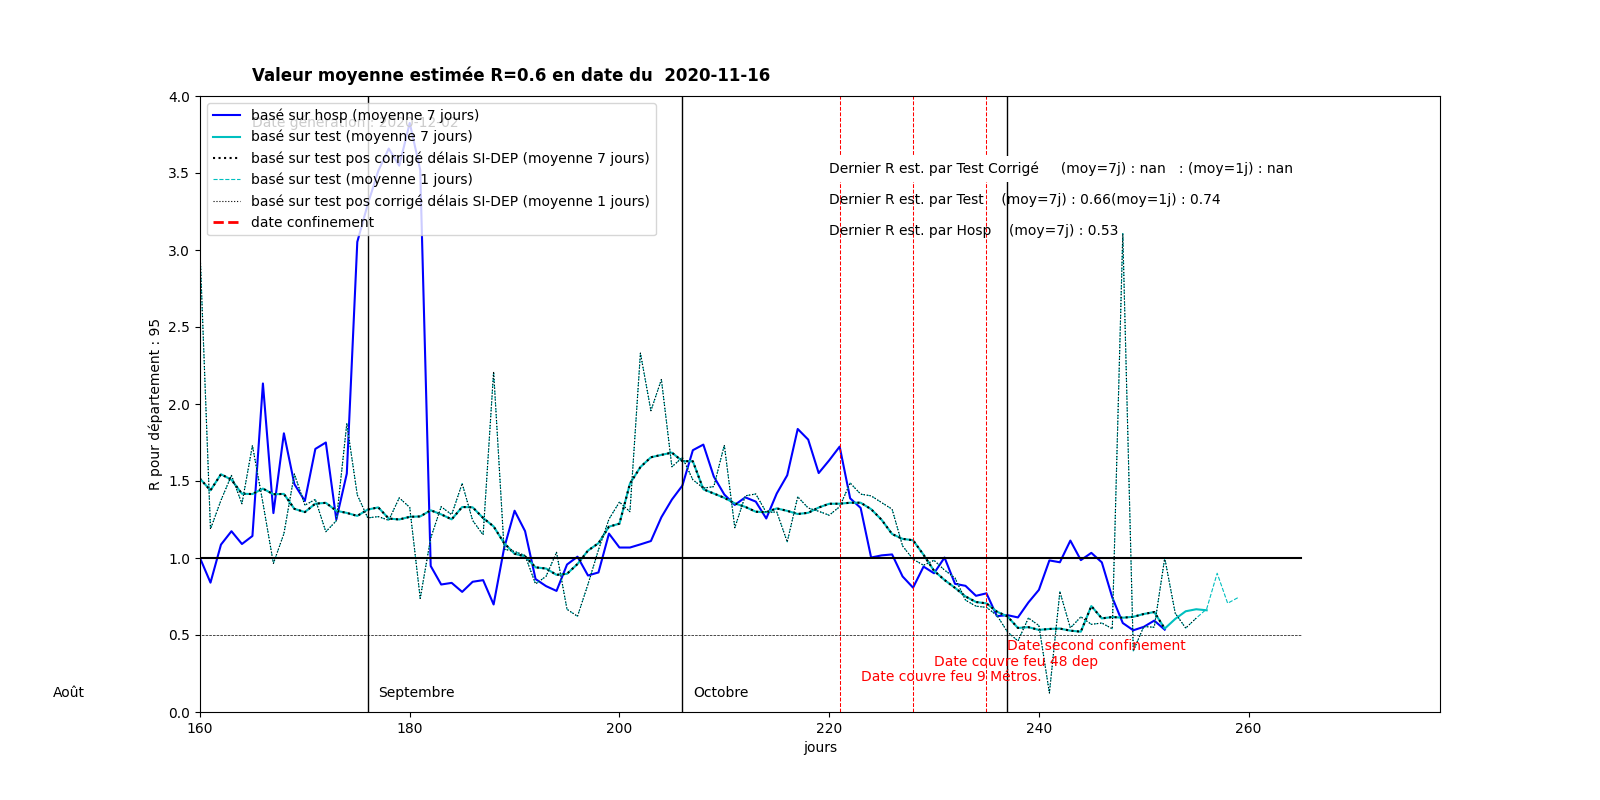 Valeur moyenne estimée R=0.6 en date du  2020-11-16
Date génération : 2020-12-02
basé sur hosp (moyenne 7 jours)
basé sur test (moyenne 7 jours)
basé sur test pos corrigé délais SI-DEP (moyenne 7 jours)
basé sur test (moyenne 1 jours)
basé sur test pos corrigé délais SI-DEP (moyenne 1 jours)
date confinement
Dernier R est. par Test Corrigé (moy=7j) : nan : (moy=1j) : nan
Dernier R est. par Test (moy=7j) : 0.66(moy=1j) : 0.74
Dernier R est. par Hosp (moy=7j) : 0.53
4.0
3.5
3.0
2.5
2.0
1.5
1.0
0.5
0.0
R pour département : 95
Date second confinement
Date couvre feu 48 dep
Date couvre feu 9 Métros.
Août
Septembre
Octobre
160
180
200
220
240
260
jours